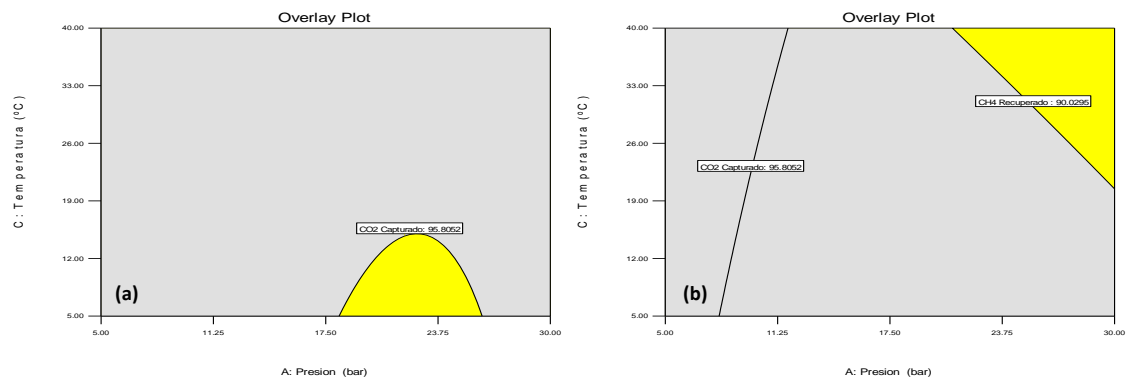 Overlay Plot
40.00
33.00
26.00
19.00
12.00
5.00
C: Temperatura (ºC)
CO2 Capturado: 95.8052
(a)
5.00 11.25 17.50 23.75 30.00
A: Presion (bar)
Overlay Plot
40.00
33.00
26.00
19.00
12.00
5.00
C: Temperatura (ºC)
CH4 Recuperado : 90.0295
CO2 Capturado: 95.8052
(b)
5.00 11.25 17.50 23.75 30.00
A: Presion (bar)